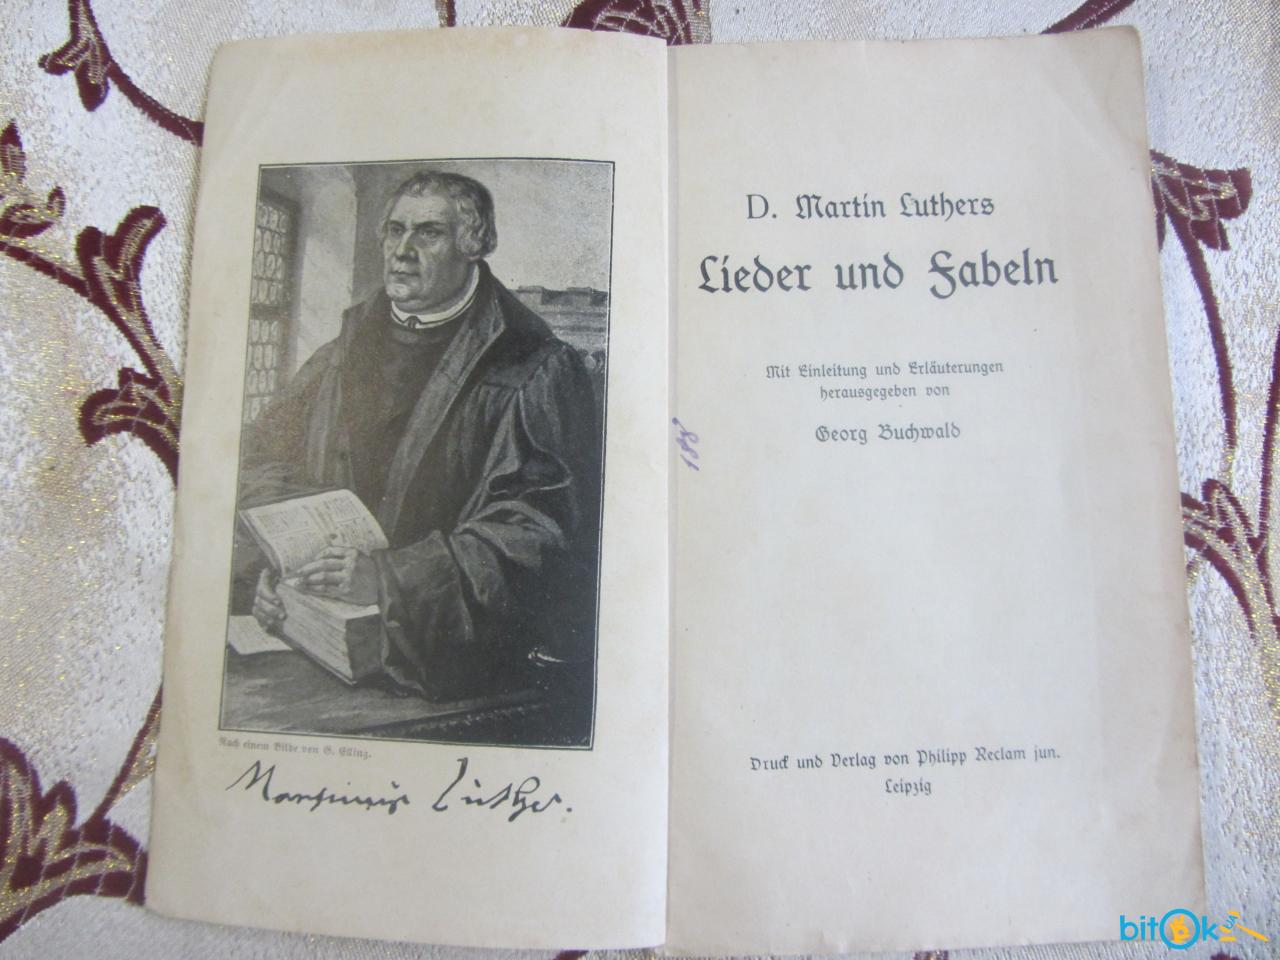 Nach einem Bilde von G. Elling.
Martinus Luther.
D. Martin Luthers
Lieder und Fabeln
Mit Einleitung und Erläuterungen
herausgegeben von
Georg Buchwald
188
Druck und Verlag von Philipp Reclam jun.
Leipzig
bitOk